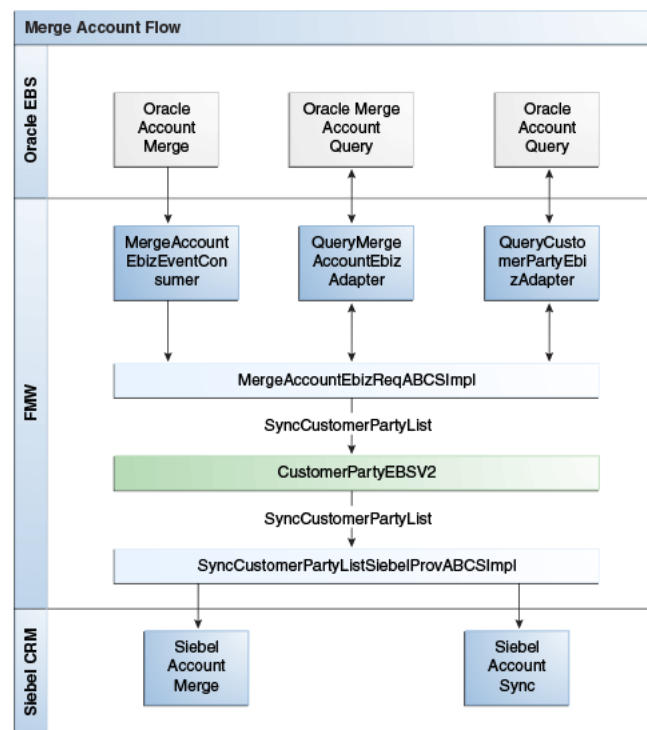 Merge Account Flow
Oracle EBS
Oracle
Account
Merge
Oracle Merge
Account
Query
Oracle
Account
Query
FMW
MergeAccount
EbizEventCon
sumer
QueryMerge
AccountEbiz
Adapter
QueryCusto
merPartyEbi
zAdapter
MergeAccountEbizReqABCSImpl
SyncCustomerPartyList
CustomerPartyEBSV2
SyncCustomerPartyList
SyncCustomerPartyListSiebelProvABCSImpl
Siebel CRM
Siebel
Account
Merge
Siebel
Account
Sync